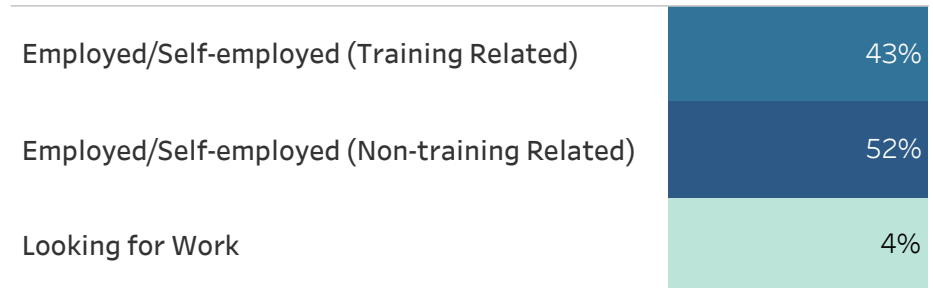 Employed/Self-employed (Training Related) 43%
Employed/Self-employed (Non-training Related) 52%
Looking for Work 4%